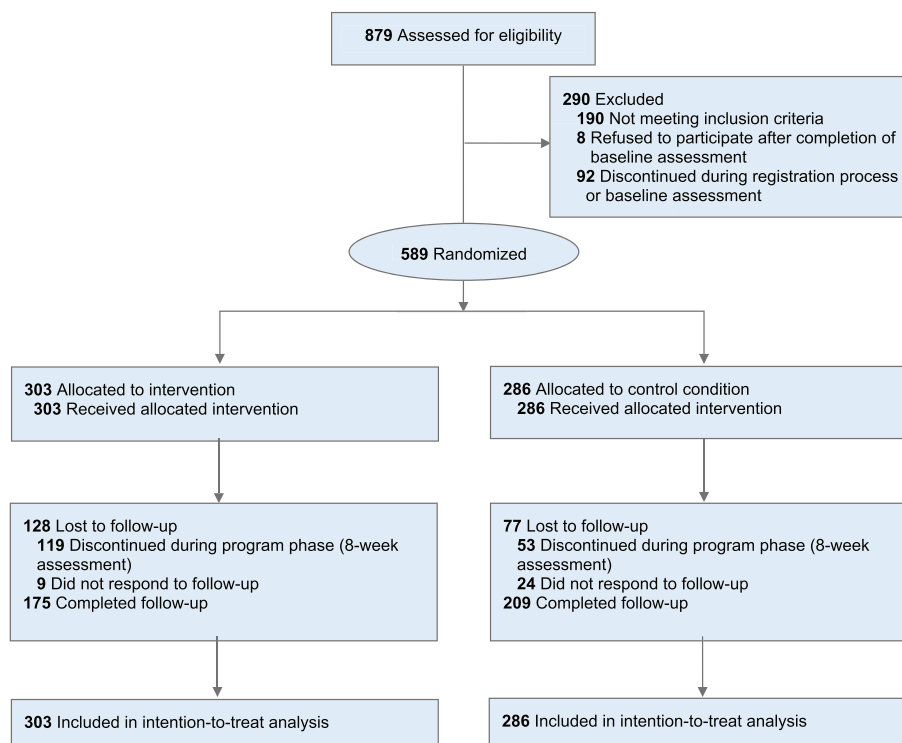 879 Assessed for eligibility
290 Excluded
190 Not meeting inclusion criteria
8 Refused to participate after completion of
baseline assessment
92 Discontinued during registration process
or baseline assessment
589 Randomized
303 Allocated to intervention
303 Received allocated intervention
286 Allocated to control condition
286 Received allocated intervention
128 Lost to follow-up
119 Discontinued during program phase (8-week
assessment)
9 Did not respond to follow-up
175 Completed follow-up
77 Lost to follow-up
53 Discontinued during program phase (8-week
assessment)
24 Did not respond to follow-up
209 Completed follow-up
303 Included in intention-to-treat analysis
286 Included in intention-to-treat analysis